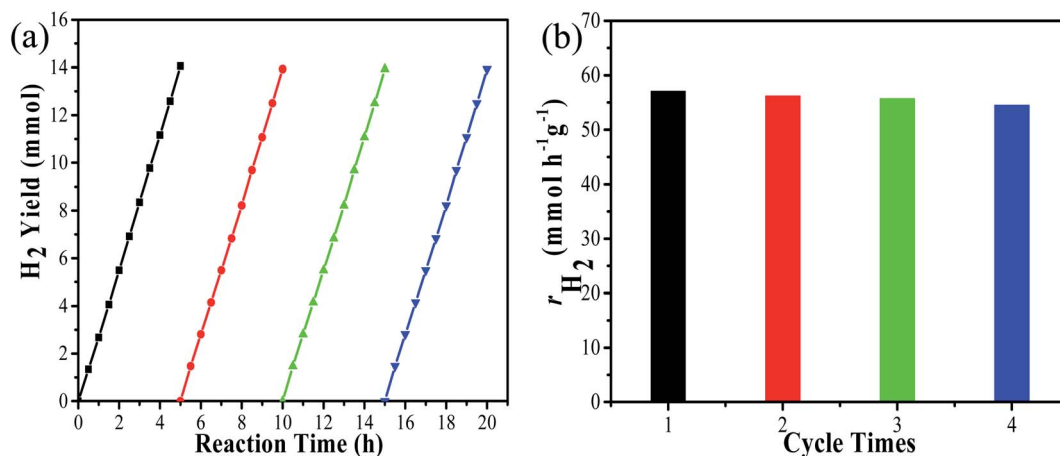 (a)
H2 Yield (mmol)
16
14
12
10
8
6
4
2
0
0 2 4 6 8 10 12 14 16 18 20
Reaction Time (h)
(b)
rH2 (mmol h-1g-1)
70
60
50
40
30
20
10
0
1 2 3 4
Cycle Times